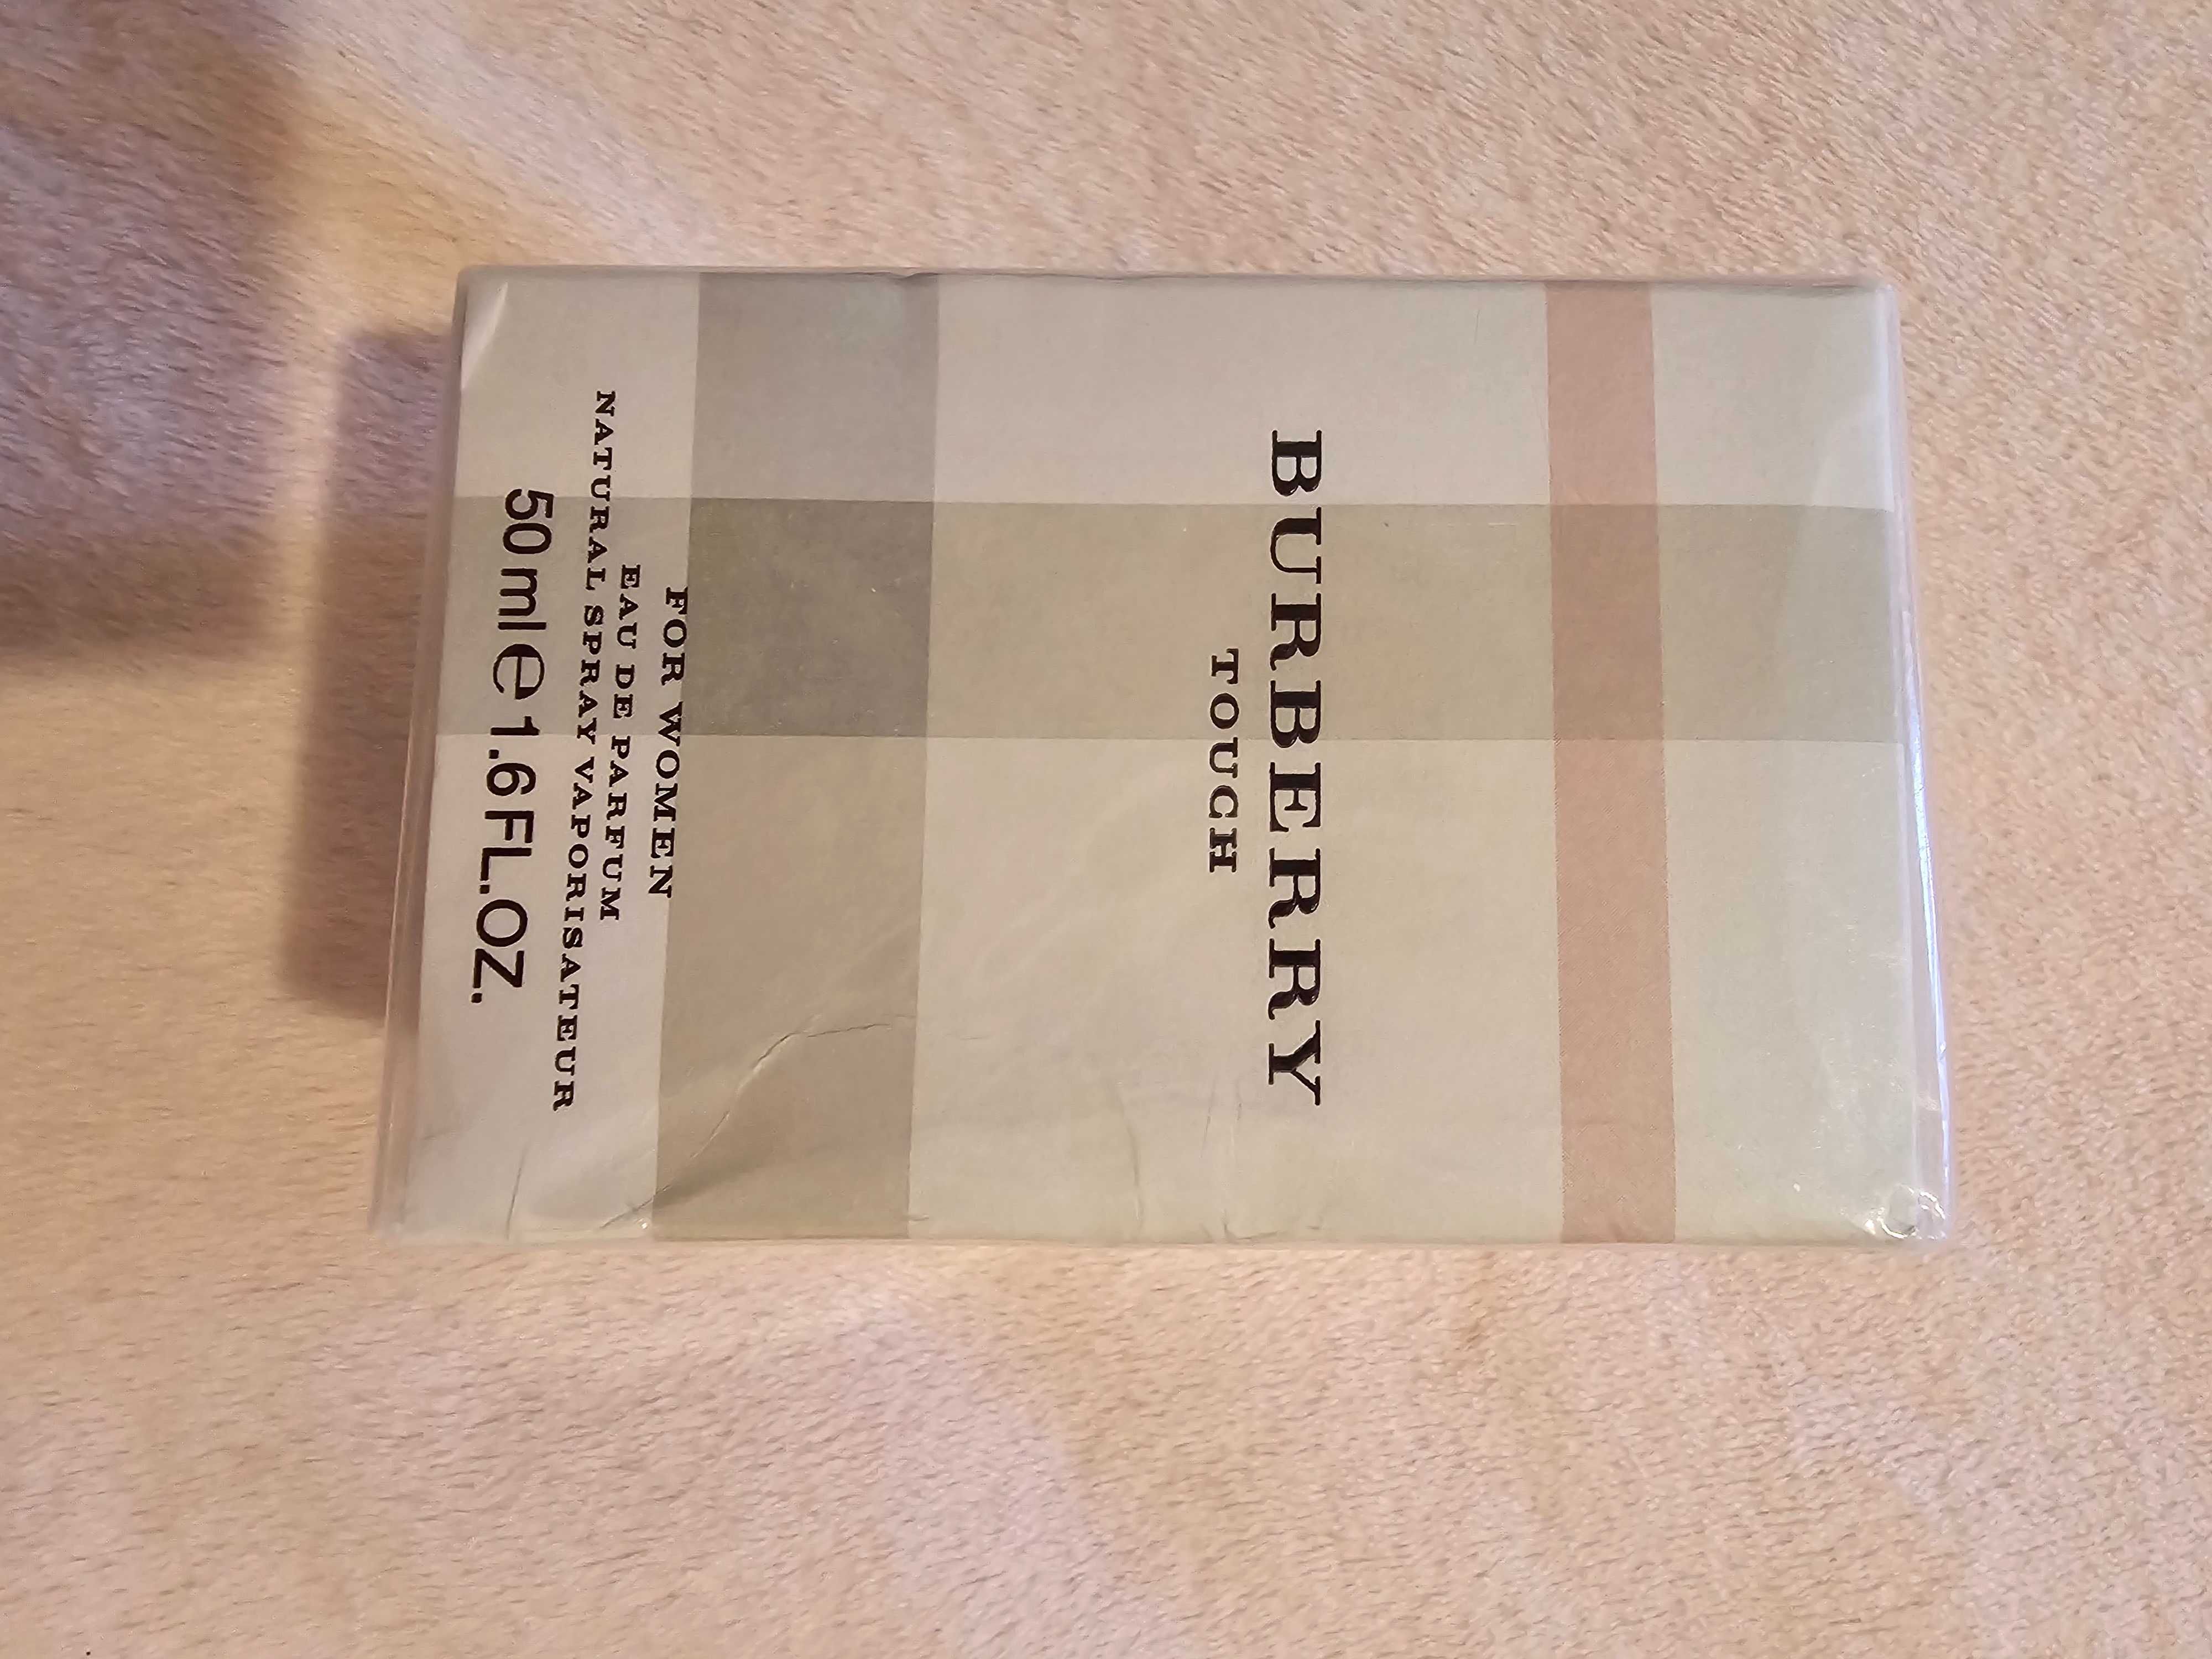 BURBERRY
TOUCH
FOR WOMEN
EAU DE PARFUM
NATURAL SPRAY VAPORISATEUR
50 ml e 1.6 FL.OZ.